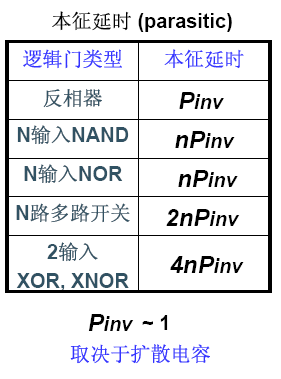 本征延时 (parasitic)
逻辑门类型 本征延时
反相器 Pinv
N输入NAND nPinv
N输入NOR nPinv
N路多路开关 2nPinv
2输入
XOR, XNOR 4nPinv
Pinv ~ 1
取决于扩散电容